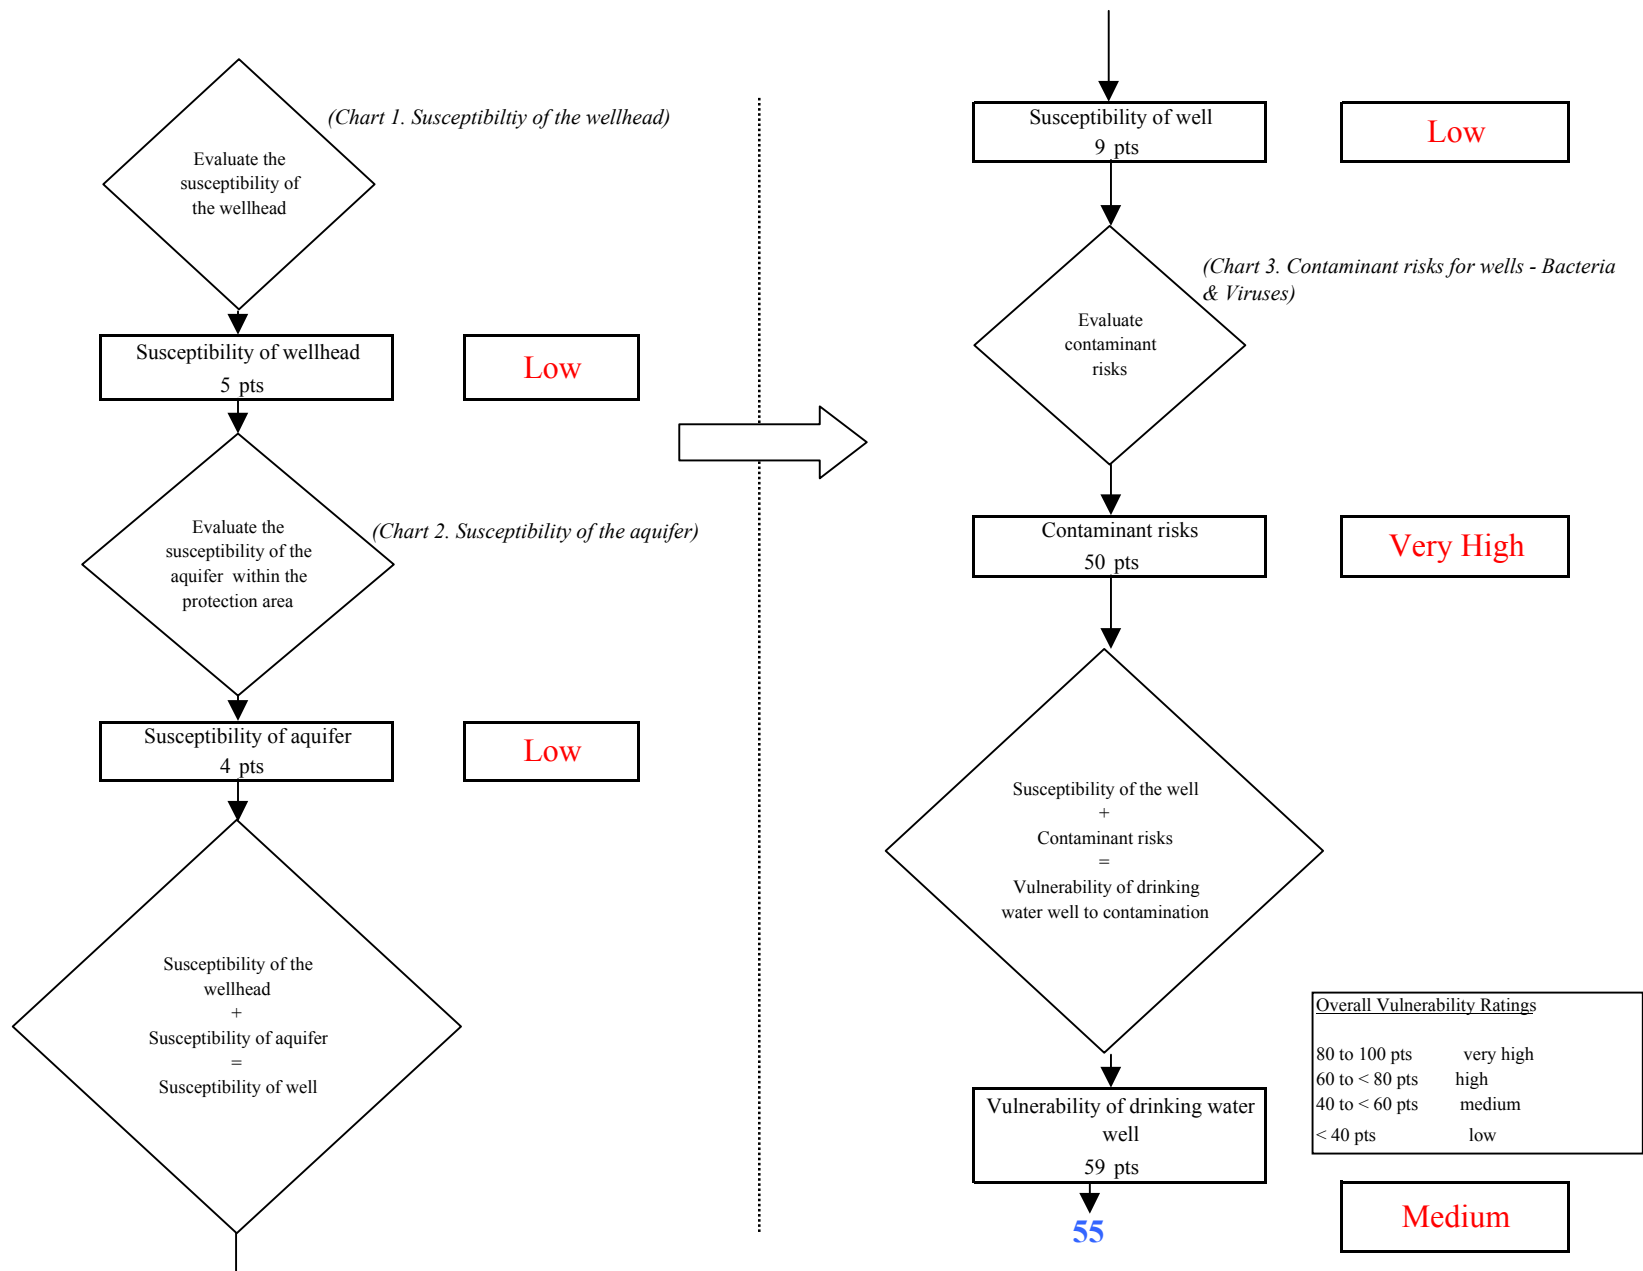 (Chart 1. Susceptibiltiy of the wellhead)
Evaluate the
susceptibility of
the wellhead
Susceptibility of wellhead
5 pts
Low
Evaluate the
susceptibility of the
aquifer within the
protection area
(Chart 2. Susceptibility of the aquifer)
Susceptibility of aquifer
4 pts
Low
Susceptibility of the
wellhead
+
Susceptibility of aquifer
=
Susceptibility of well
Susceptibility of well
9 pts
Low
(Chart 3. Contaminant risks for wells - Bacteria
& Viruses)
Evaluate
contaminant
risks
Contaminant risks
50 pts
Very High
Susceptibility of the well
+
Contaminant risks
=
Vulnerability of drinking
water well to contamination
Overall Vulnerability Ratings
80 to 100 pts very high
60 to < 80 pts high
40 to < 60 pts medium
< 40 pts low
Vulnerability of drinking water
well
59 pts
55
Medium